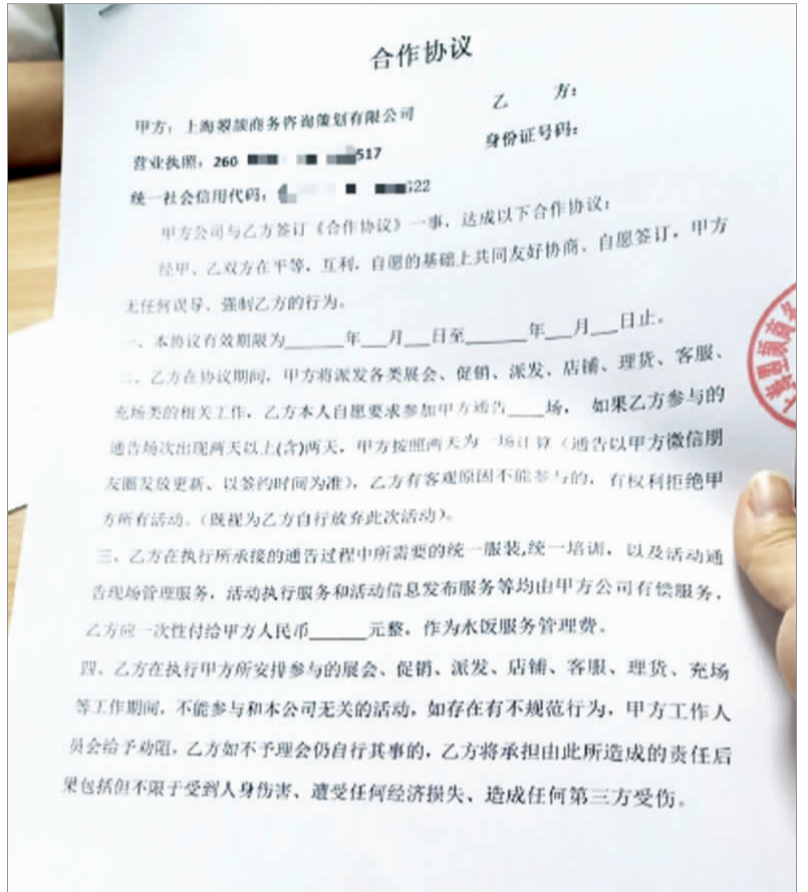 合作协议
甲方：上海翠颉商务咨询策划有限公司
乙 方：
营业执照：260 517
身份证号码：
统一社会信用代码： 522
甲方公司与乙方签订《合作协议》一事，达成以下合作协议：
经甲、乙双方在平等，互利，自愿的基础上共同友好协商、自愿签订，甲方
无任何误导、强制乙方的行为。
一、本协议有效期限为______年___月___日至______年___月___日止。
二、乙方在协议期间，甲方将派发各类展会、促销、派发、店铺、理货、客服、
充场类的相关工作，乙方本人自愿要求参加甲方通告____场， 如果乙方参与的
通告场次出现两天以上(含)两天，甲方按照两天为一场计算（通告以甲方微信朋
友圈发放更新、以签约时间为准)，乙方有客观原因不能参与的，有权利拒绝甲
方所有活动。（既视为乙方自行放弃此次活动）。
三、乙方在执行所承接的通告过程中所需要的统一服装,统一培训，以及活动通
告现场管理服务，活动执行服务和活动信息发布服务等均由甲方公司有偿服务，
乙方应一次性付给甲方人民币______元整，作为水饭服务管理费。
四、乙方在执行甲方所安排参与的展会、促销、派发、店铺、客服、理货、充场
等工作期间，不能参与和本公司无关的活动，如存在有不规范行为，甲方工作人
员会给予劝阻，乙方如不予理会仍自行其事的，乙方将承担由此所造成的责任后
果包括但不限于受到人身伤害、遭受任何经济损失、造成任何第三方受伤。